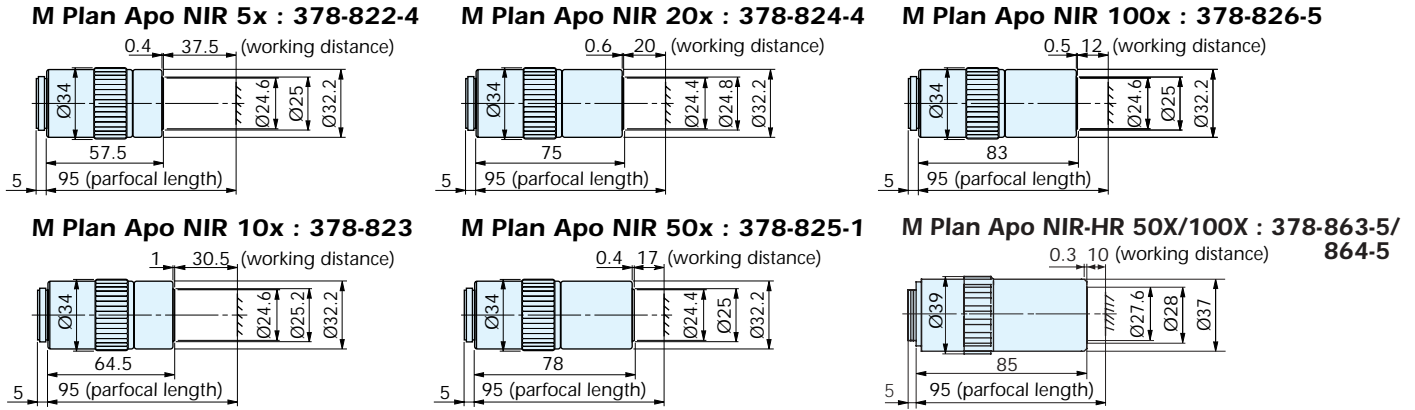 M Plan Apo NIR 5x : 378-822-4
0.4 37.5 (working distance)
Ø34
Ø24.6
Ø25
Ø32.2
57.5
5 95 (parfocal length)
M Plan Apo NIR 20x : 378-824-4
0.6 20 (working distance)
Ø34
Ø24.4
Ø24.8
Ø32.2
75
5 95 (parfocal length)
M Plan Apo NIR 100x : 378-826-5
0.5 12 (working distance)
Ø34
Ø24.6
Ø25
Ø32.2
83
5 95 (parfocal length)
M Plan Apo NIR 10x : 378-823
1 30.5 (working distance)
Ø34
Ø24.6
Ø25.2
Ø32.2
64.5
5 95 (parfocal length)
M Plan Apo NIR 50x : 378-825-1
0.4 17 (working distance)
Ø34
Ø24.4
Ø25
Ø32.2
78
5 95 (parfocal length)
M Plan Apo NIR-HR 50X/100X : 378-863-5/
864-5
0.3 10 (working distance)
Ø39
Ø27.6
Ø28
Ø37
85
5 95 (parfocal length)